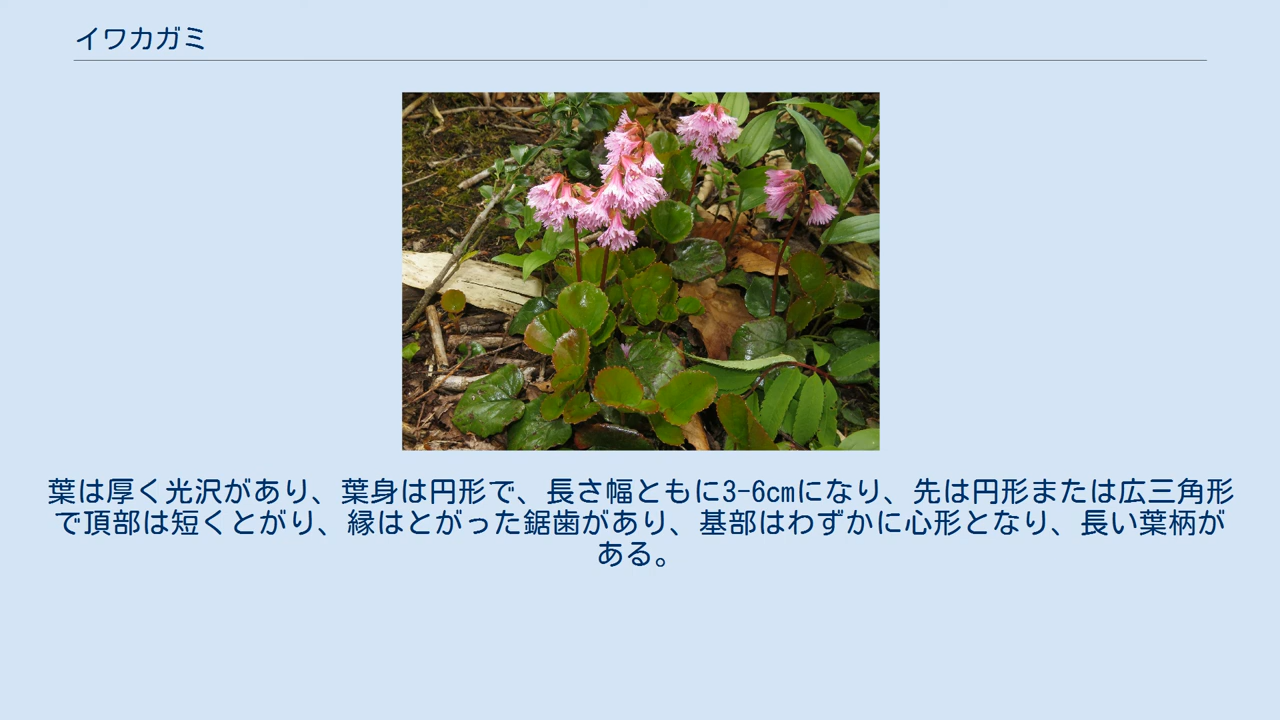 イワカガミ
葉は厚く光沢があり、葉身は円形で、長さ幅ともに3-6cmになり、先は円形または広三角形
で頂部は短くとがり、縁はとがった鋸歯があり、基部はわずかに心形となり、長い葉柄が
ある。